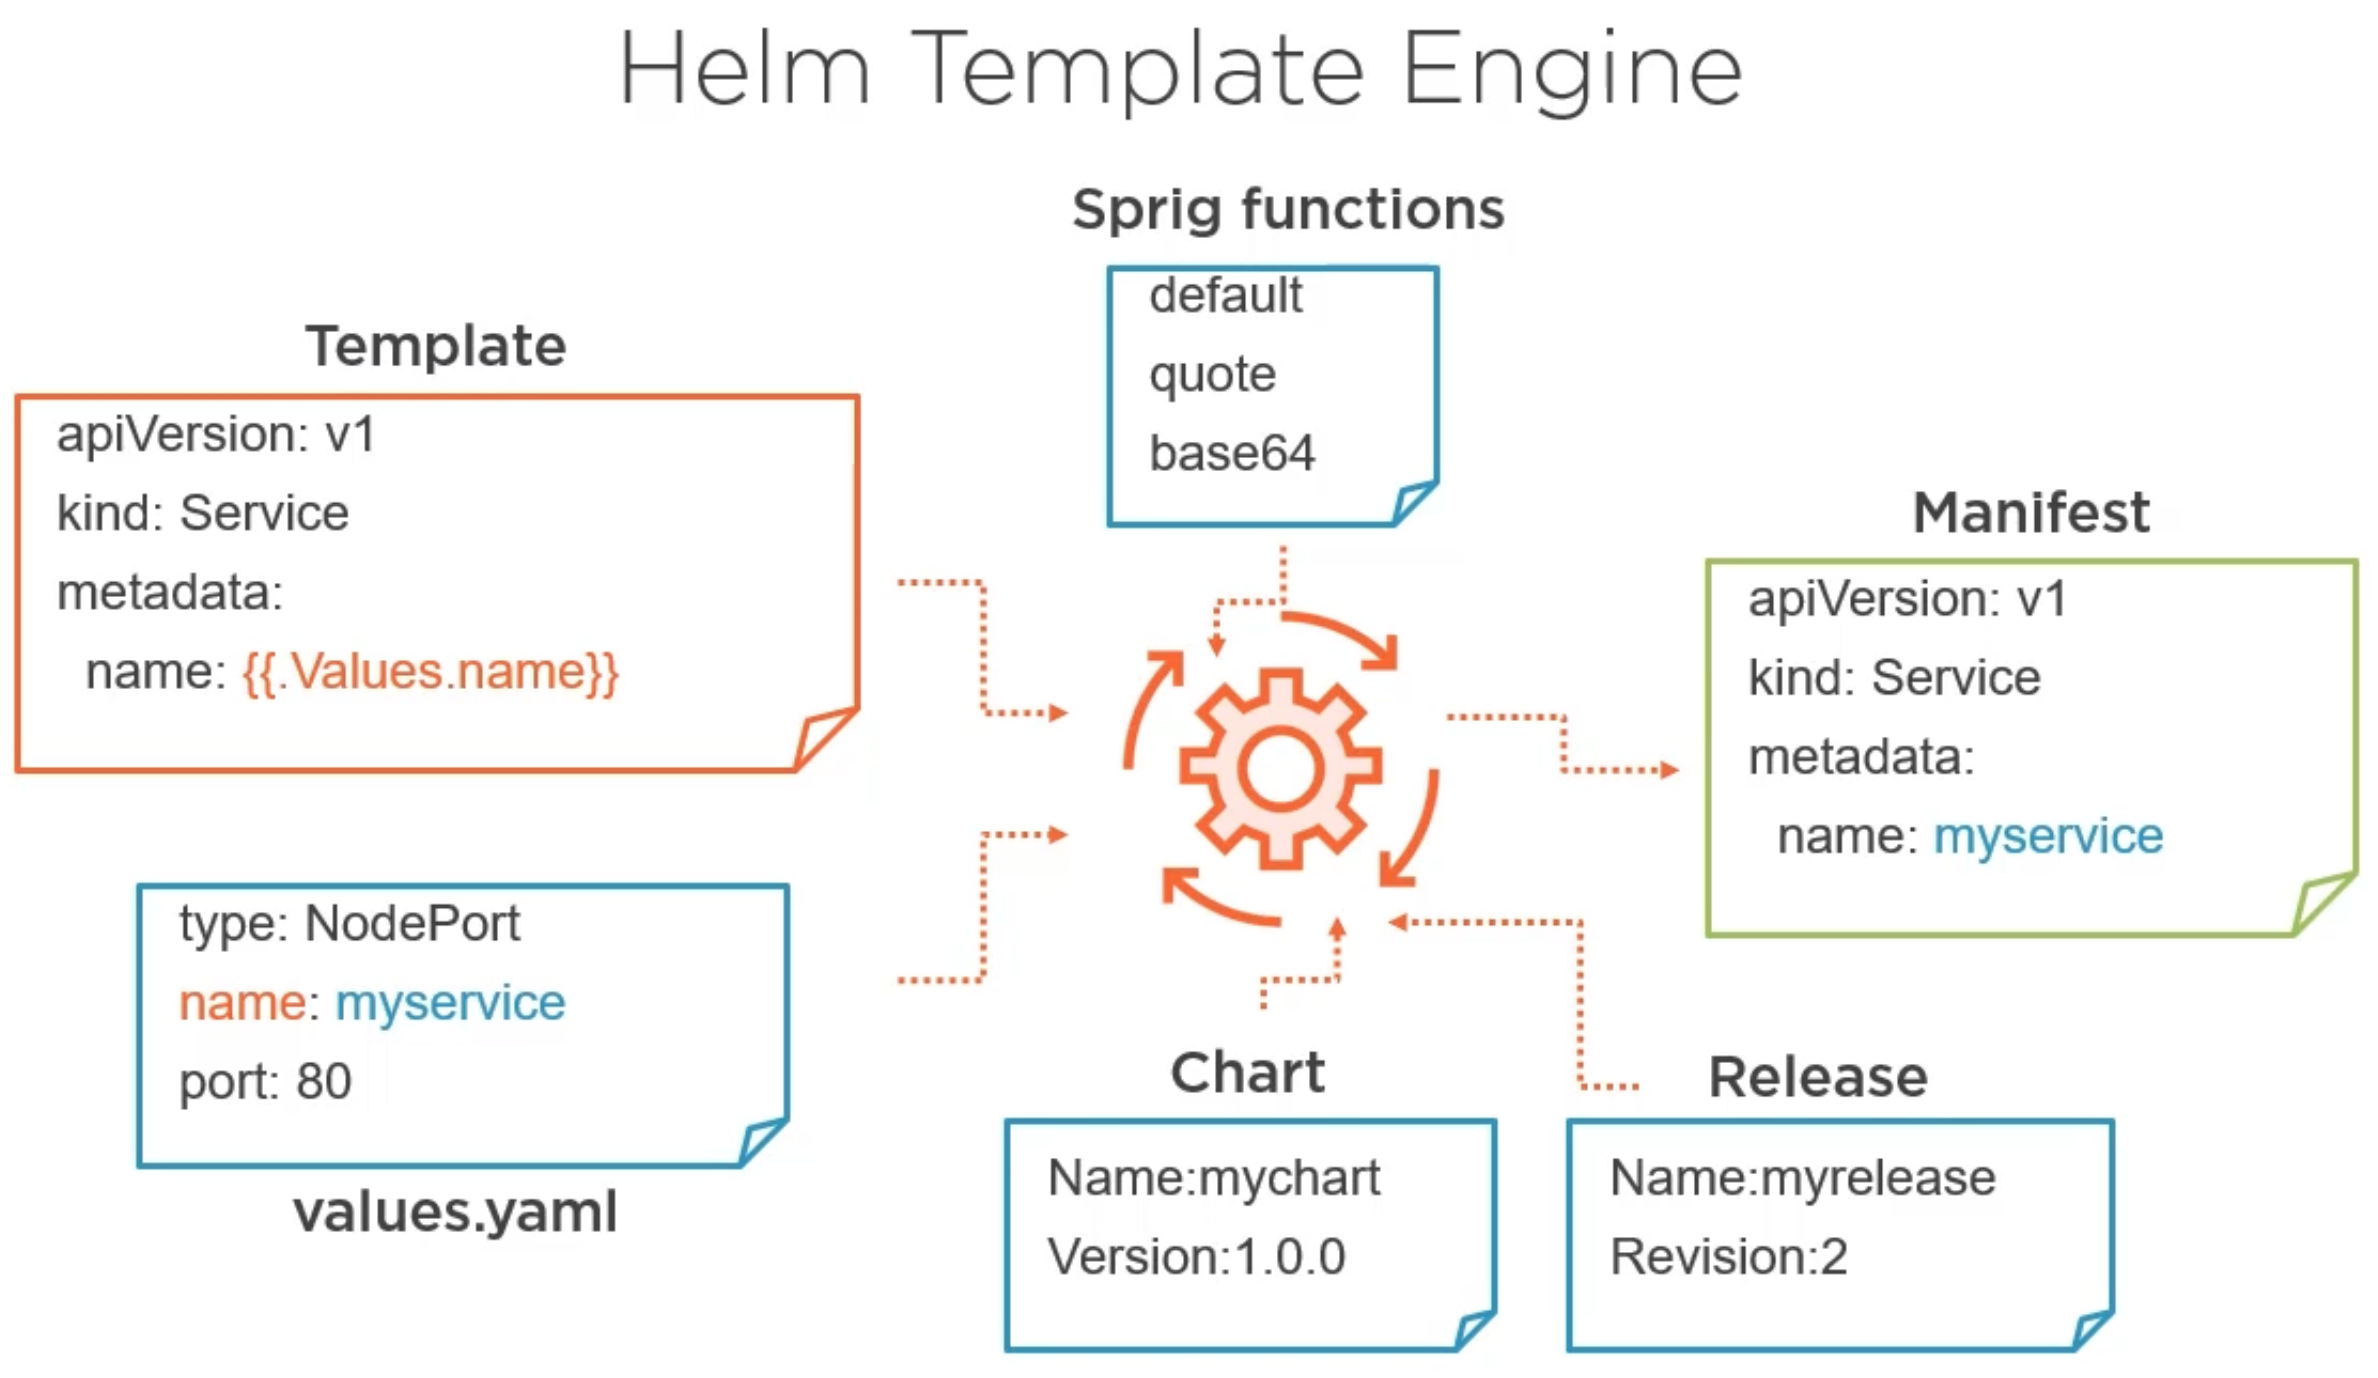 Helm Template Engine
Sprig functions
default
quote
base64
Template
apiVersion: v1
kind: Service
metadata:
name: {{.Values.name}}
type: NodePort
name: myservice
port: 80
values.yaml
Chart
Name:mychart
Version:1.0.0
Release
Name:myrelease
Revision:2
Manifest
apiVersion: v1
kind: Service
metadata:
name: myservice